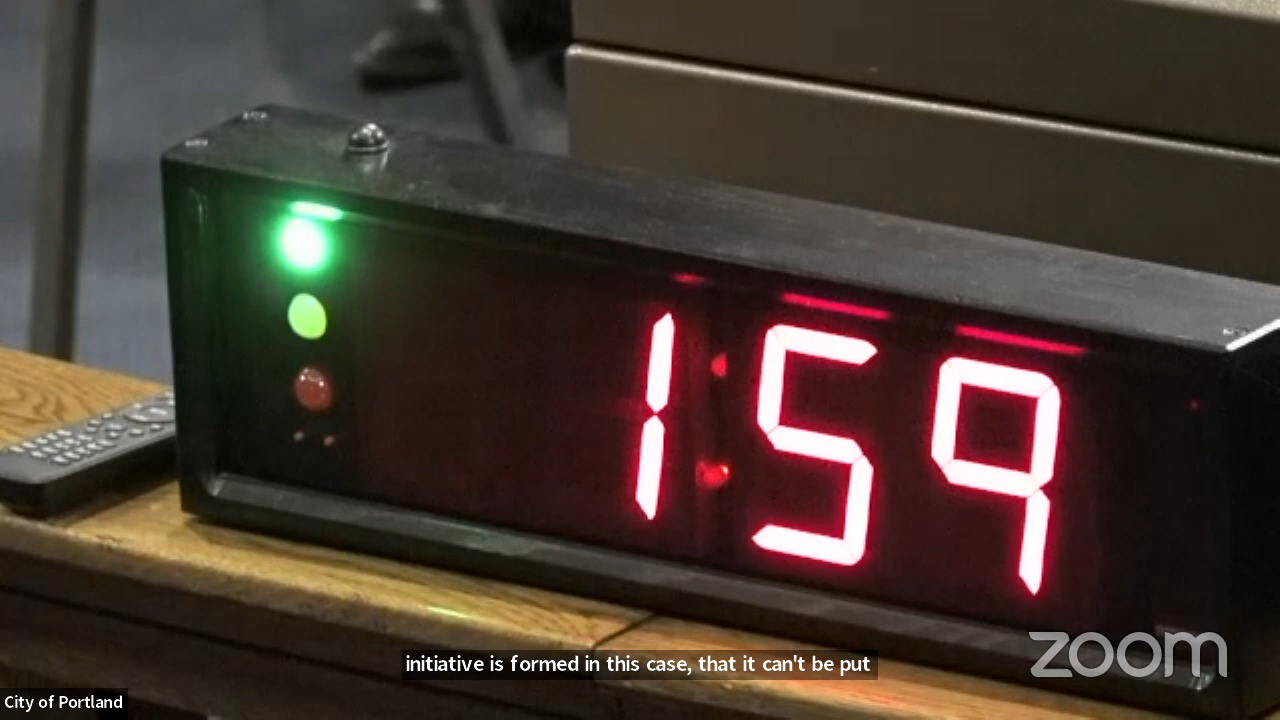 1:59
initiative is formed in this case, that it can't be put
zoom
City of Portland